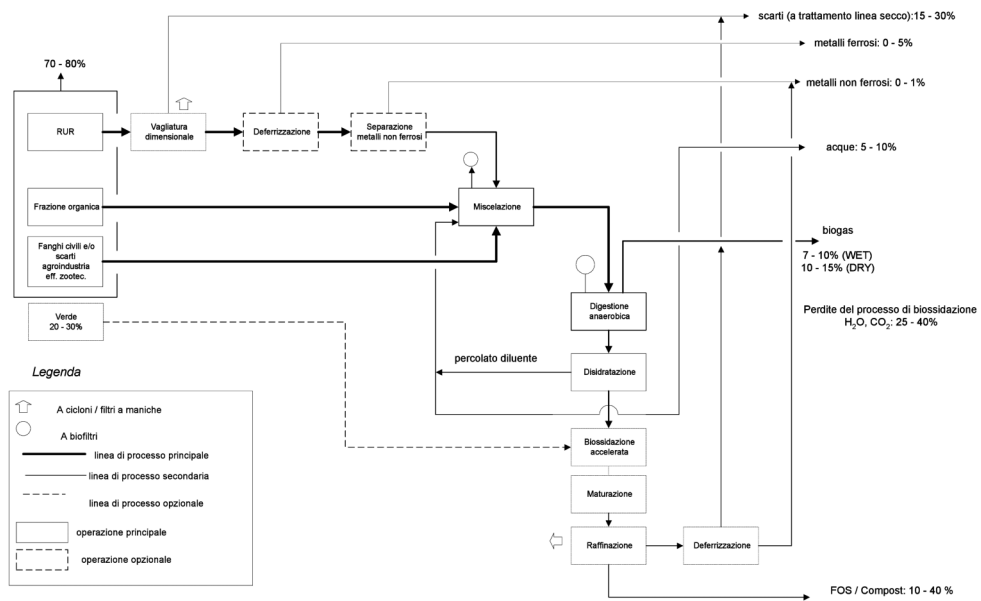 scarti (a trattamento linea secco):15 - 30%
metalli ferrosi: 0 - 5%
70 - 80%
metalli non ferrosi: 0 - 1%
RUR
Vagliatura
dimensionale
Deferrizzazione
Separazione
metalli non ferrosi
acque: 5 - 10%
Frazione organica
Miscelazione
Fanghi civili e/o
scarti
agroindustria
eff. zootec.
biogas
7 - 10% (WET)
10 - 15% (DRY)
Digestione
anaerobica
Perdite del processo di biossidazione
H2O, CO2: 25 - 40%
Verde
20 - 30%
percolato diluente
Disidratazione
Biossidazione
accelerata
Maturazione
Raffinazione
Deferrizzazione
FOS / Compost: 10 - 40 %
Legenda
A cicloni / filtri a maniche
A biofiltri
linea di processo principale
linea di processo secondaria
linea di processo opzionale
operazione principale
operazione opzionale